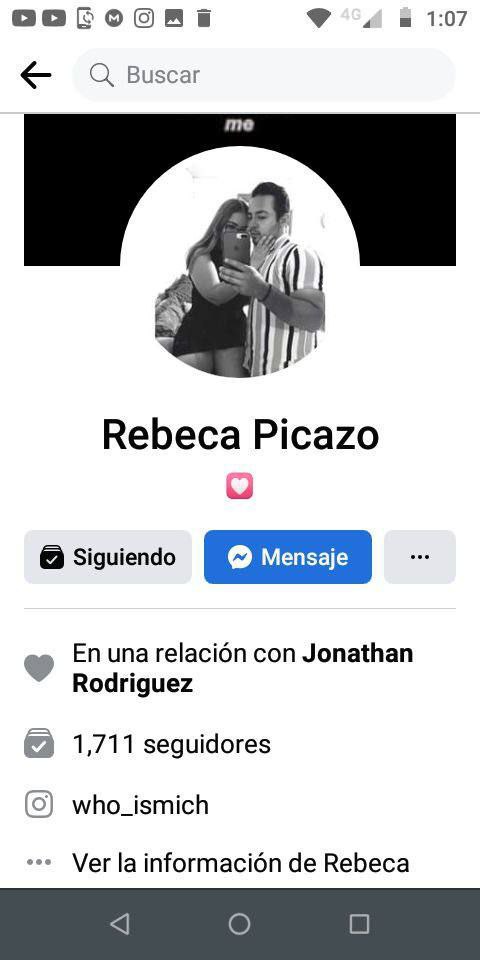 4G 1:07
Buscar
me
Rebeca Picazo
Siguiendo
Mensaje
En una relación con Jonathan
Rodriguez
1,711 seguidores
who_ismich
Ver la información de Rebeca